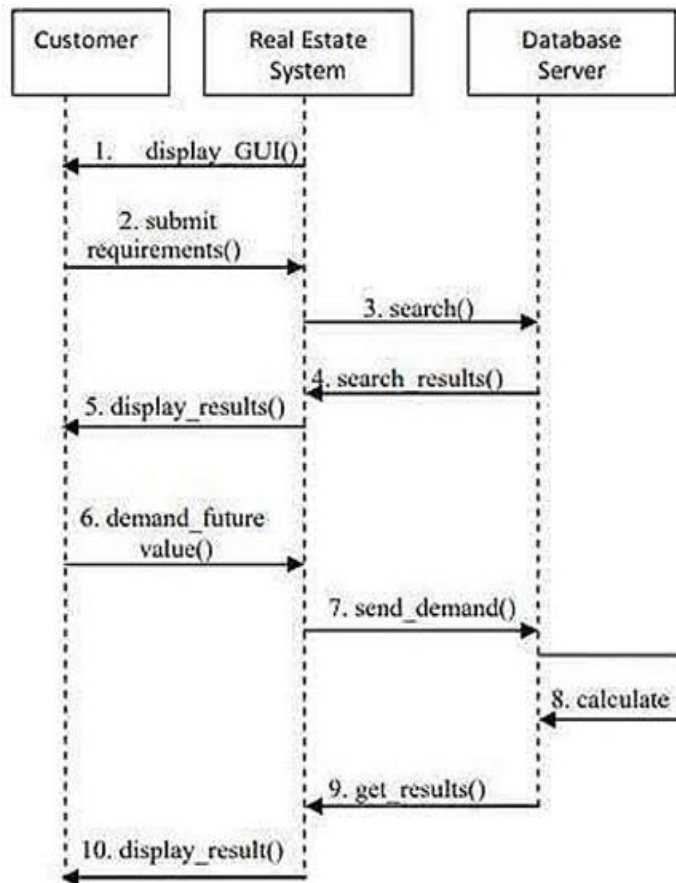 Customer
Real Estate
System
Database
Server
1. display_GUI()
2. submit
requirements()
3. search()
4. search_results()
5. display_results()
6. demand_future
value()
7. send_demand()
8. calculate
9. get_results()
10. display_result()